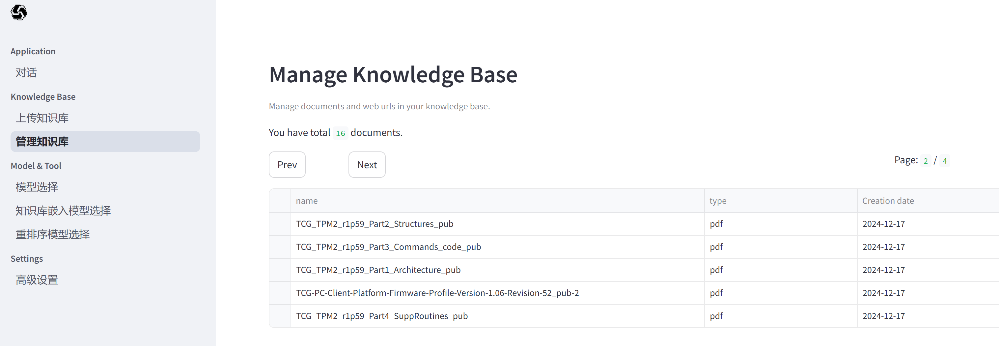 Application
对话
Knowledge Base
上传知识库
管理知识库
Model & Tool
模型选择
知识库嵌入模型选择
重排序模型选择
Settings
高级设置
Manage Knowledge Base
Manage documents and web urls in your knowledge base.
You have total 16 documents.
Prev Next Page: 2 / 4
name type Creation date
TCG_TPM2_r1p59_Part2_Structures_pub pdf 2024-12-17
TCG_TPM2_r1p59_Part3_Commands_code_pub pdf 2024-12-17
TCG_TPM2_r1p59_Part1_Architecture_pub pdf 2024-12-17
TCG-PC-Client-Platform-Firmware-Profile-Version-1.06-Revision-52_pub-2 pdf 2024-12-17
TCG_TPM2_r1p59_Part4_SuppRoutines_pub pdf 2024-12-17